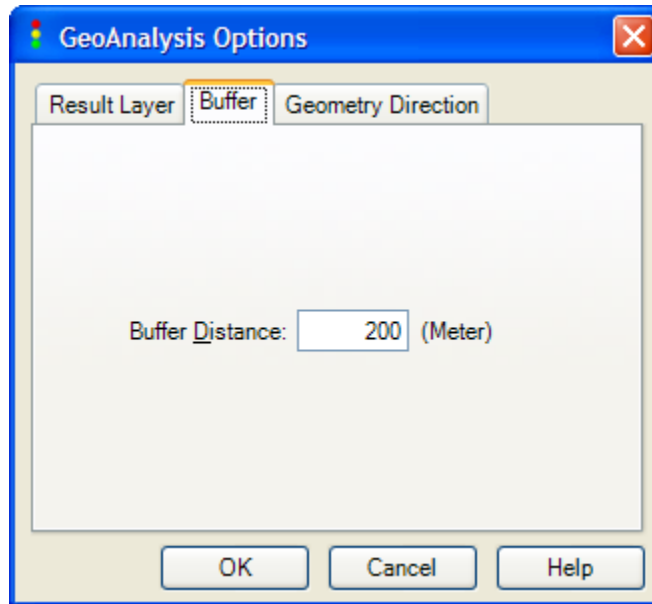 GeoAnalysis Options
Result Layer Buffer Geometry Direction
Buffer Distance: 200 (Meter)
OK Cancel Help